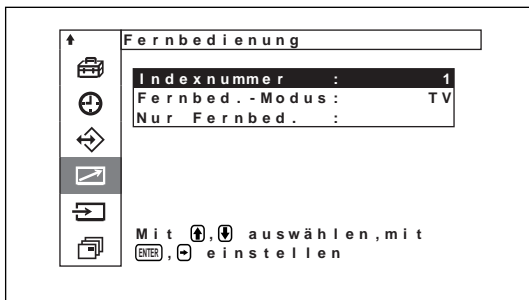 Fernbedienung
Indexnummer : 1
Fernbed.-Modus: TV
Nur Fernbed. :
Mit ↑,↓ auswählen,mit
ENTER,→ einstellen